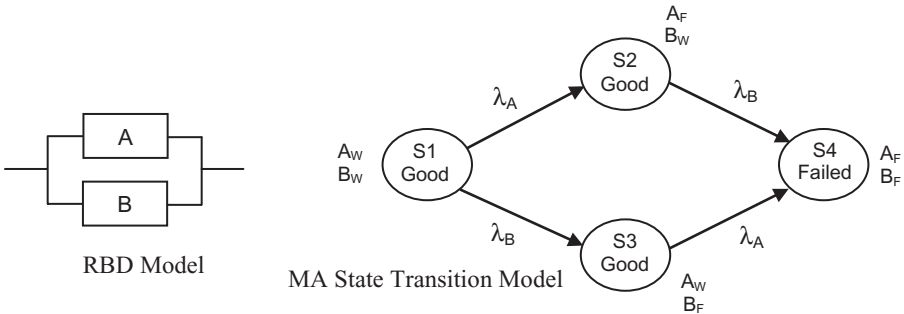 A
B
RBD Model
A_W
B_W
S1
Good
λ_A
λ_B
A_F
B_W
S2
Good
λ_B
S3
Good
A_W
B_F
λ_A
S4
Failed
A_F
B_F
MA State Transition Model